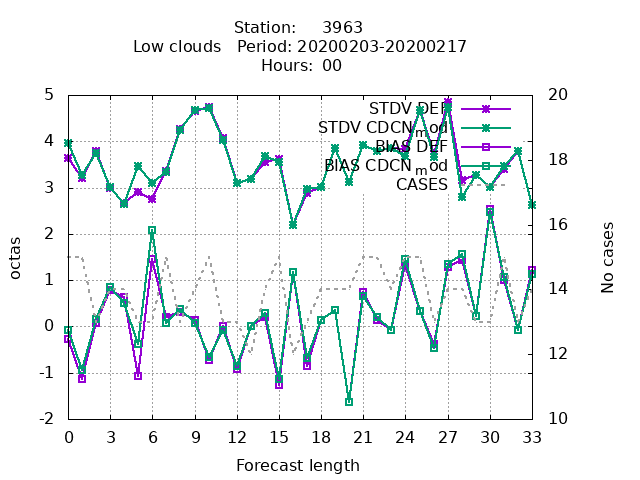 Station: 3963
Low clouds Period: 20200203-20200217
Hours: 00
STDV DEF
STDV CDCN_mod
BIAS DEF
BIAS CDCN_mod
CASES
5
4
3
2
1
0
-1
-2
octas
20
18
16
14
12
10
No cases
0 3 6 9 12 15 18 21 24 27 30 33
Forecast length